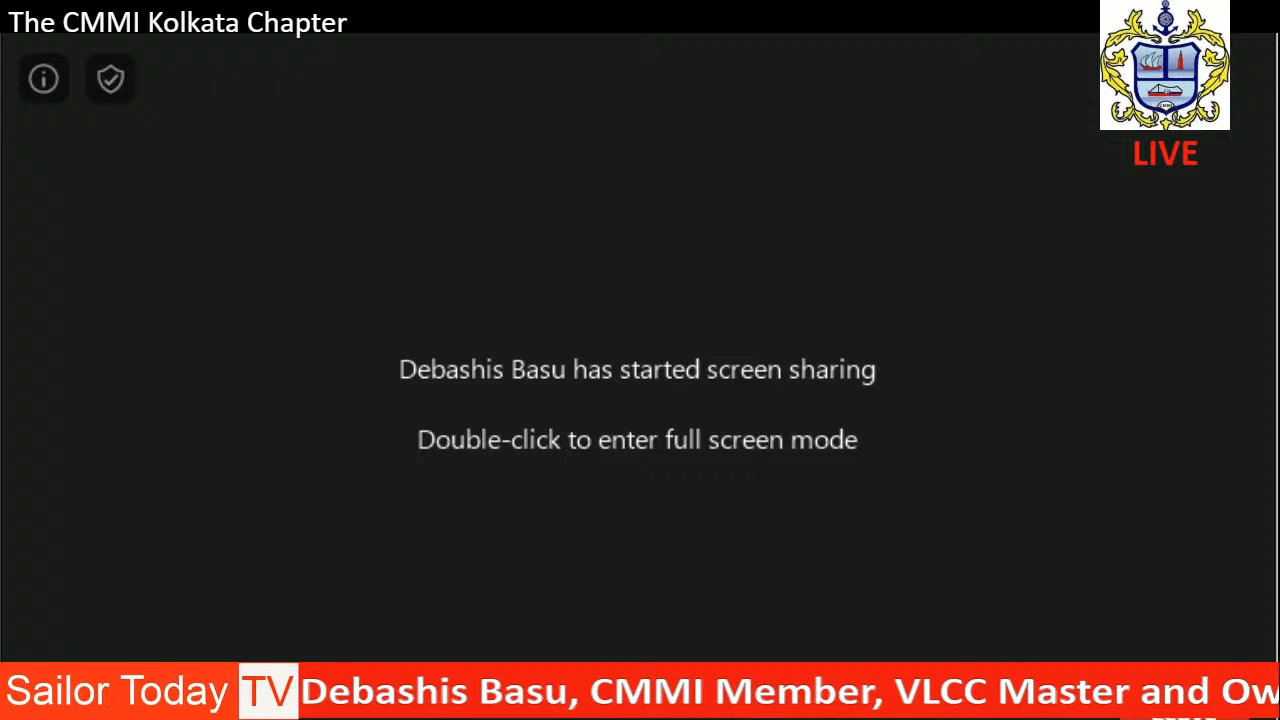 The CMMI Kolkata Chapter
CMMI
LIVE
Debashis Basu has started screen sharing
Double-click to enter full screen mode
Sailor Today TV Debashis Basu, CMMI Member, VLCC Master and Ow